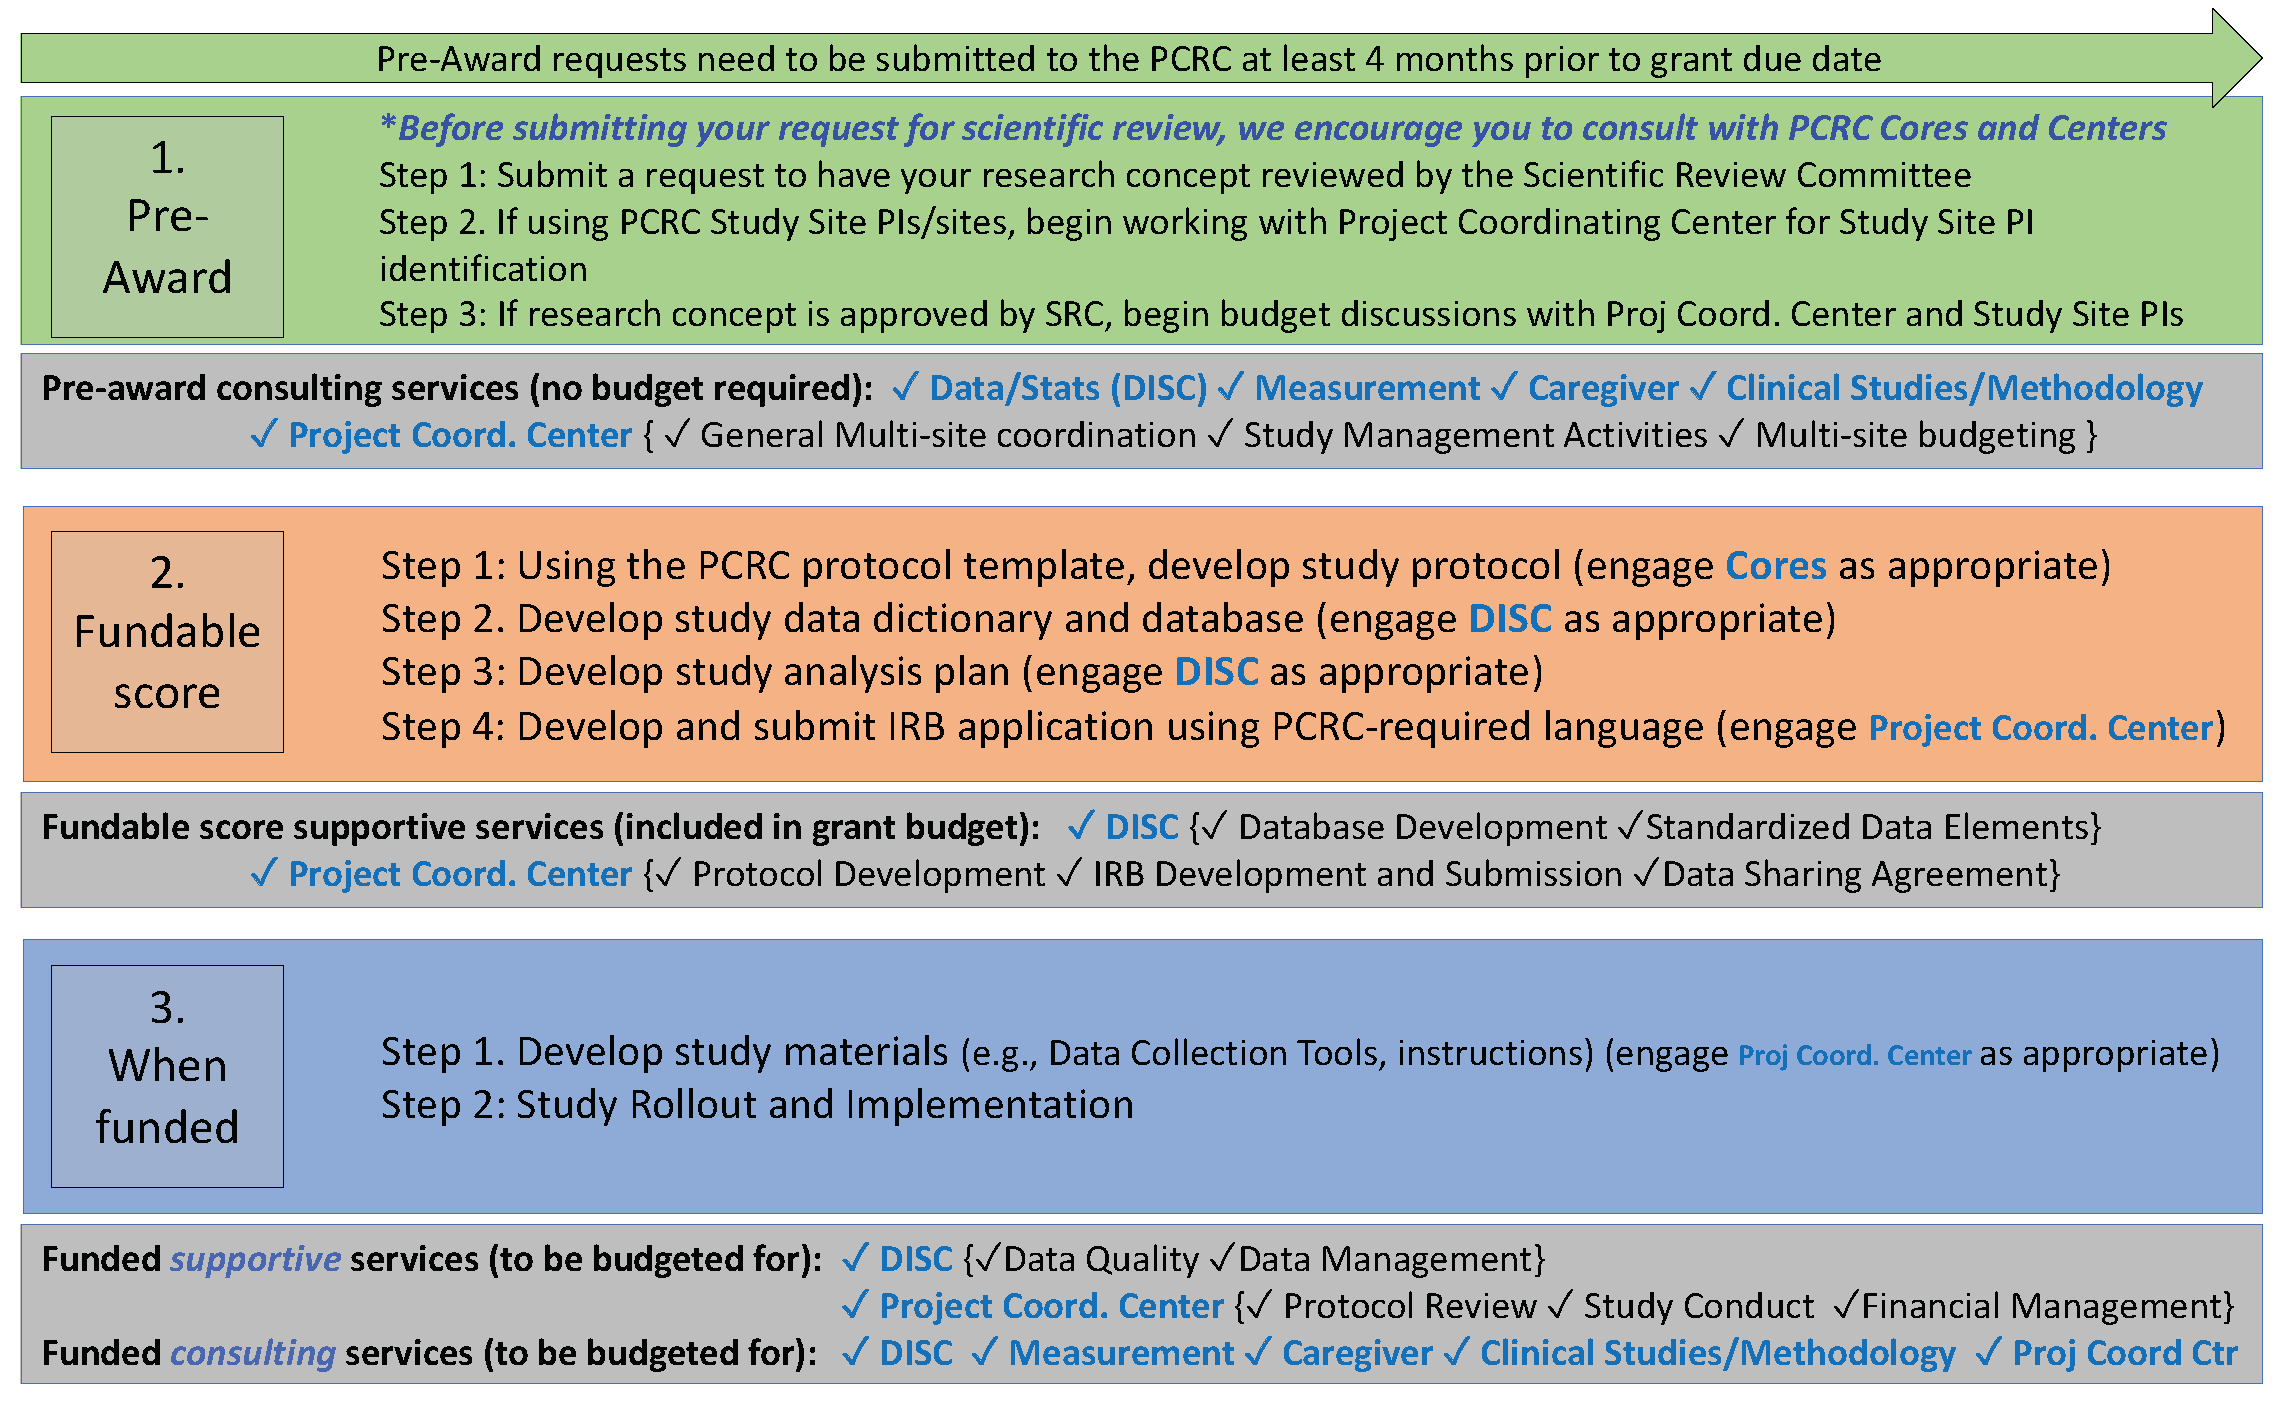 Pre-Award requests need to be submitted to the PCRC at least 4 months prior to grant due date
1.
Pre-
Award
*Before submitting your request for scientific review, we encourage you to consult with PCRC Cores and Centers
Step 1: Submit a request to have your research concept reviewed by the Scientific Review Committee
Step 2. If using PCRC Study Site PIs/sites, begin working with Project Coordinating Center for Study Site PI
identification
Step 3: If research concept is approved by SRC, begin budget discussions with Proj Coord. Center and Study Site PIs
Pre-award consulting services (no budget required): ✓ Data/Stats (DISC) ✓ Measurement ✓ Caregiver ✓ Clinical Studies/Methodology
✓ Project Coord. Center { ✓ General Multi-site coordination ✓ Study Management Activities ✓ Multi-site budgeting }
2.
Fundable
score
Step 1: Using the PCRC protocol template, develop study protocol (engage Cores as appropriate)
Step 2. Develop study data dictionary and database (engage DISC as appropriate)
Step 3: Develop study analysis plan (engage DISC as appropriate)
Step 4: Develop and submit IRB application using PCRC-required language (engage Project Coord. Center)
Fundable score supportive services (included in grant budget): ✓ DISC {✓ Database Development ✓Standardized Data Elements}
✓ Project Coord. Center {✓ Protocol Development ✓ IRB Development and Submission ✓Data Sharing Agreement}
3.
When
funded
Step 1. Develop study materials (e.g., Data Collection Tools, instructions) (engage Proj Coord. Center as appropriate)
Step 2: Study Rollout and Implementation
Funded supportive services (to be budgeted for): ✓ DISC {✓Data Quality ✓Data Management}
✓ Project Coord. Center {✓ Protocol Review ✓ Study Conduct ✓Financial Management}
Funded consulting services (to be budgeted for): ✓ DISC ✓ Measurement ✓ Caregiver ✓ Clinical Studies/Methodology ✓ Proj Coord Ctr